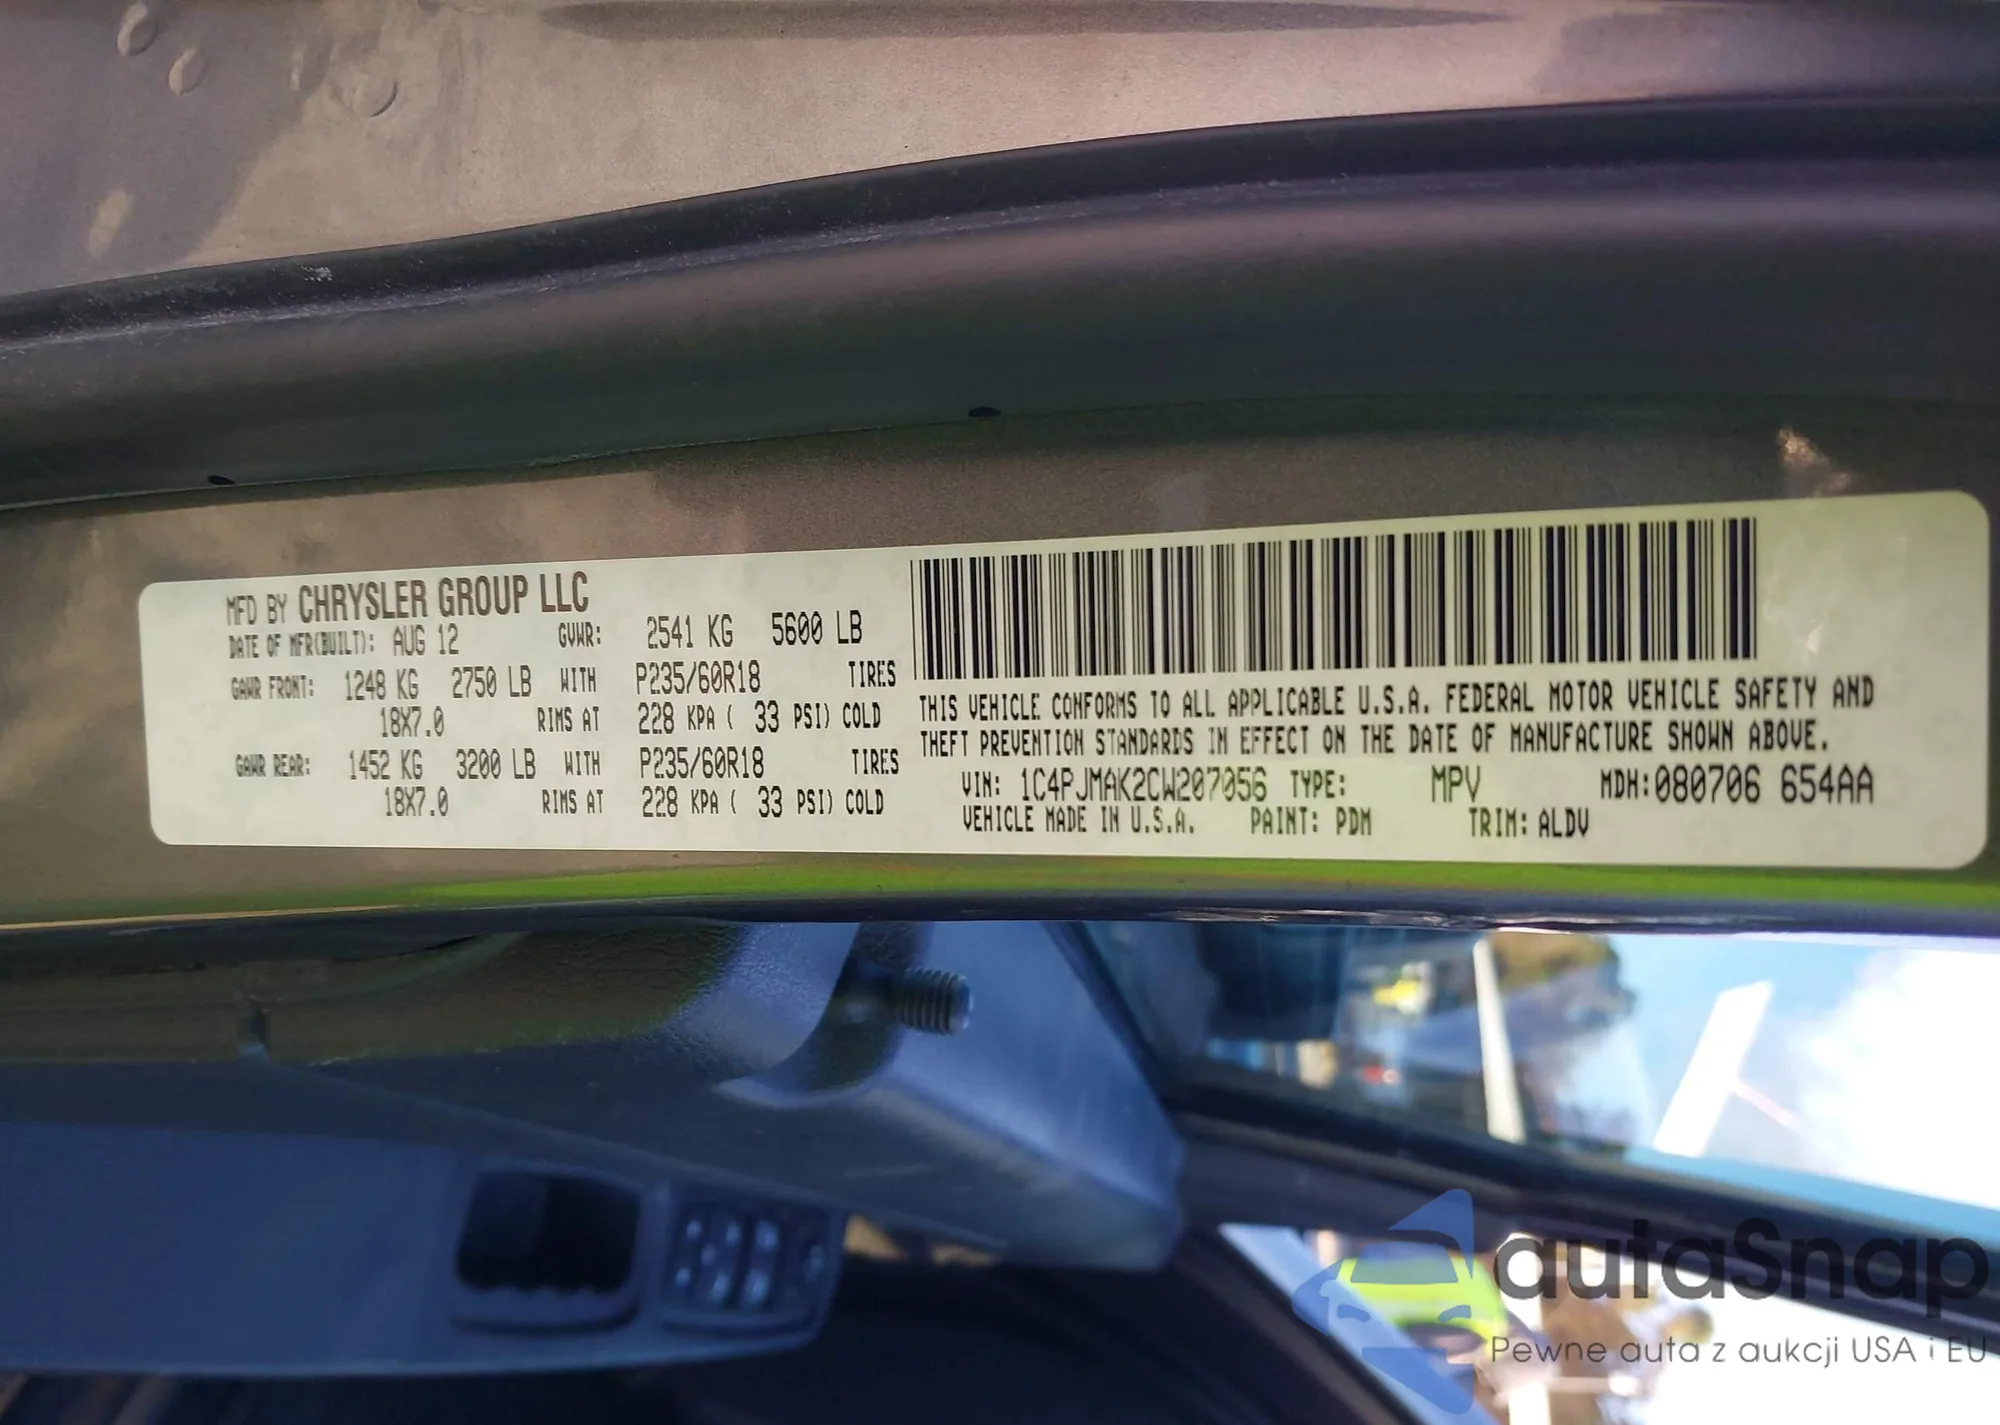 MFD BY CHRYSLER GROUP LLC
DATE OF MFR(BUILT): AUG 12 GVWR: 2541 KG 5600 LB
GAWR FRONT: 1248 KG 2750 LB WITH P235/60R18 TIRES
18X7.0 RIMS AT 228 KPA ( 33 PSI) COLD
GAWR REAR: 1452 KG 3200 LB WITH P235/60R18 TIRES
18X7.0 RIMS AT 228 KPA ( 33 PSI) COLD
THIS VEHICLE CONFORMS TO ALL APPLICABLE U.S.A. FEDERAL MOTOR VEHICLE SAFETY AND
THEFT PREVENTION STANDARDS IN EFFECT ON THE DATE OF MANUFACTURE SHOWN ABOVE.
VIN: 1C4PJMAK2CW207056 TYPE: MPV MDH:080706 654AA
VEHICLE MADE IN U.S.A. PAINT: PDM TRIM: ALDV
autaSnap
Pewne auta z aukcji USA i EU